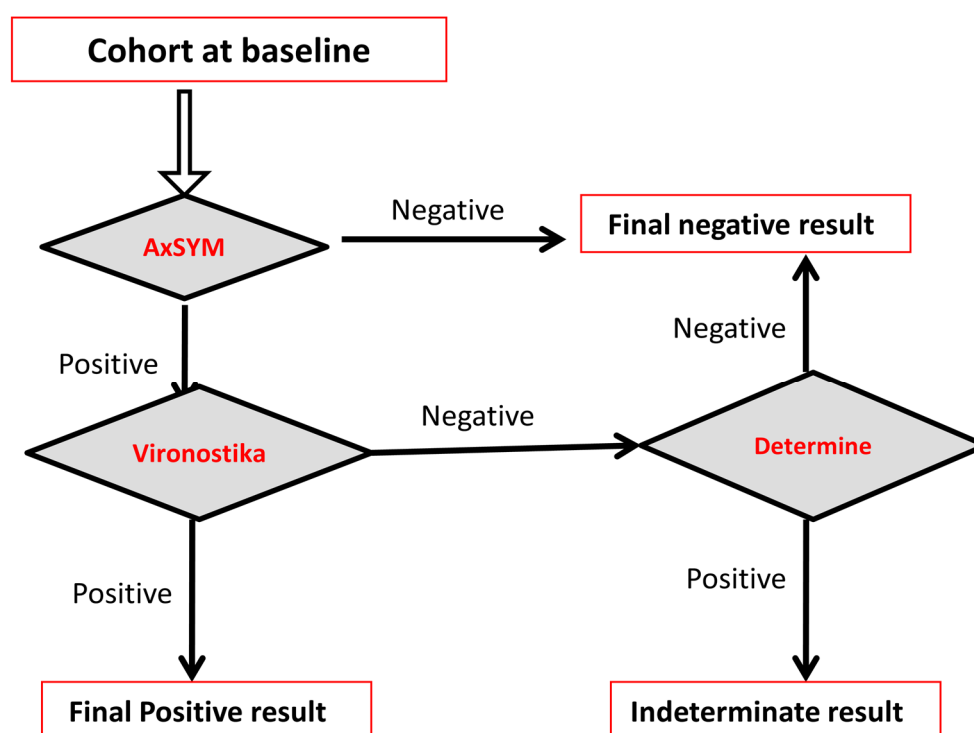 Cohort at baseline
Negative
AxSYM
Final negative result
Negative
Positive
Negative
Vironostika
Determine
Positive
Positive
Final Positive result
Indeterminate result